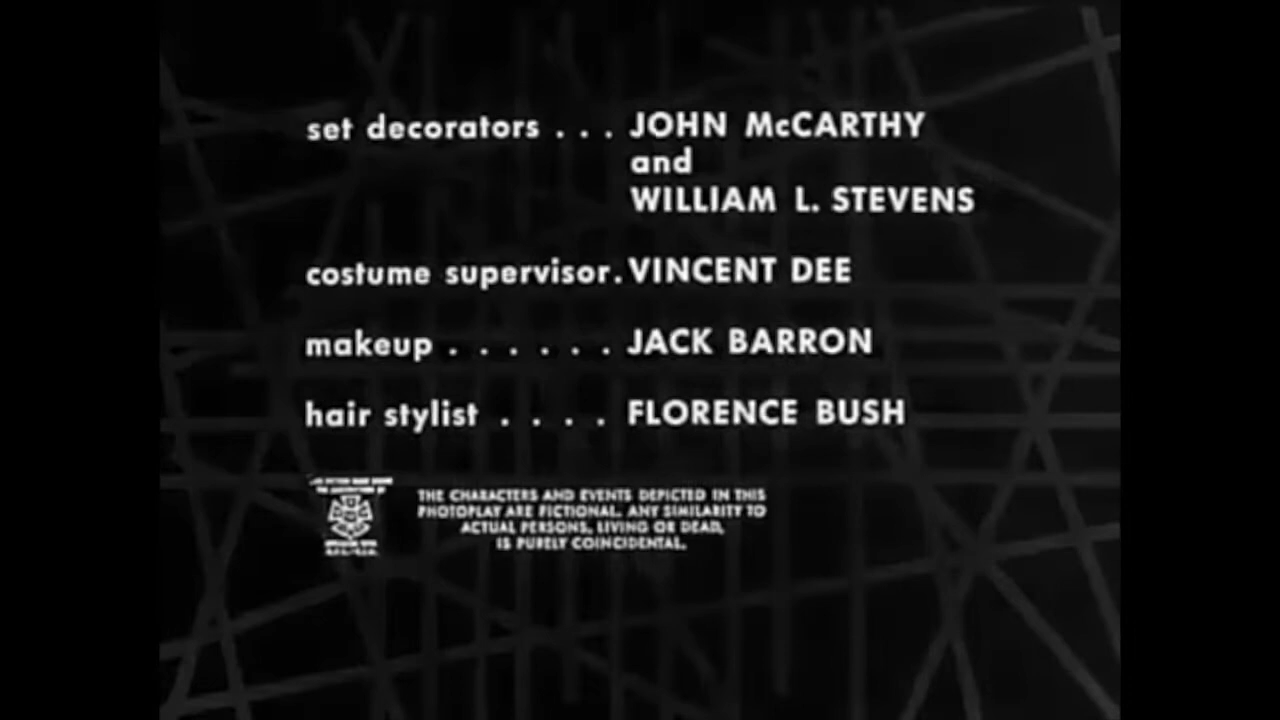 set decorators . . . JOHN McCARTHY
and
WILLIAM L. STEVENS
costume supervisor. VINCENT DEE
makeup . . . . . . JACK BARRON
hair stylist . . . . FLORENCE BUSH
THE CHARACTERS AND EVENTS DEPICTED IN THIS
PHOTOPLAY ARE FICTIONAL. ANY SIMILARITY TO
ACTUAL PERSONS, LIVING OR DEAD,
IS PURELY COINCIDENTAL.